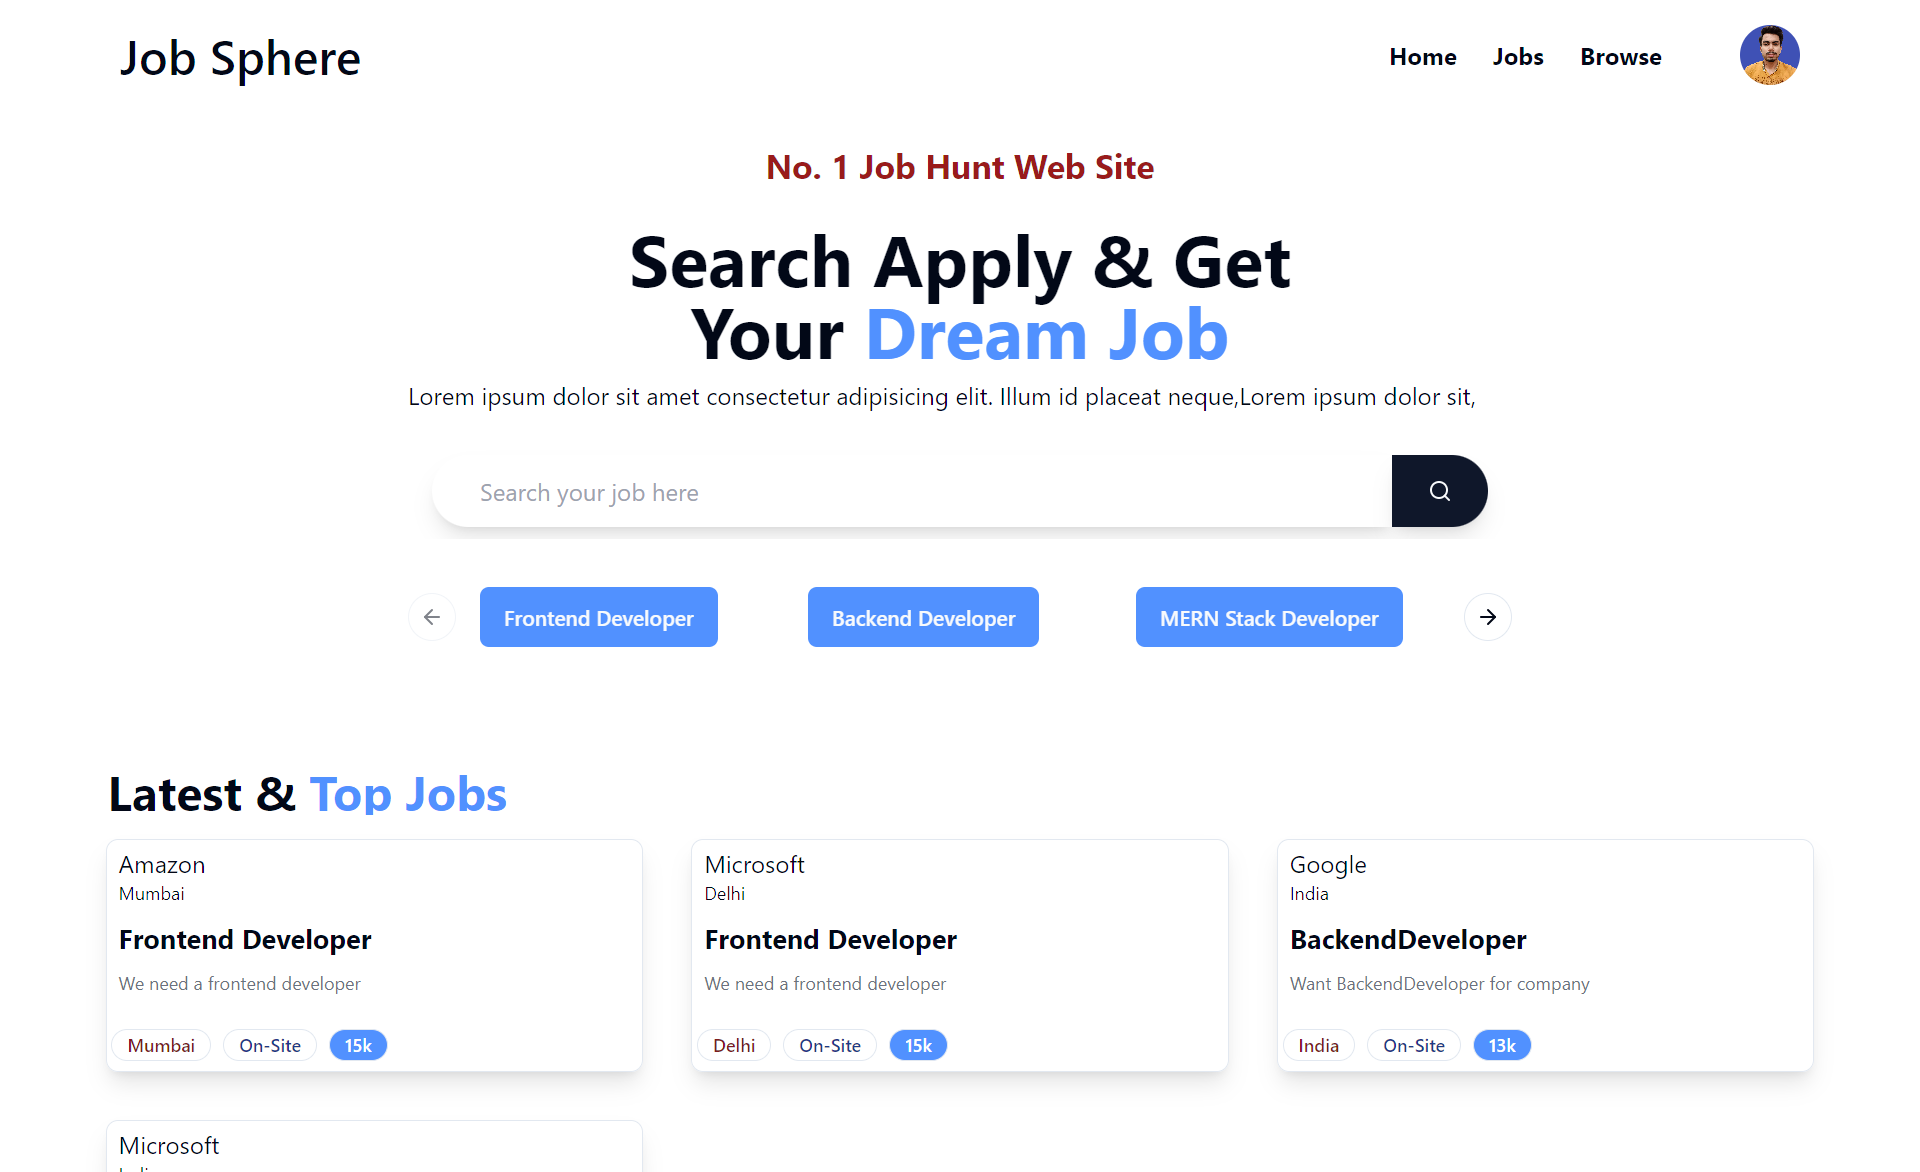 Job Sphere
Home Jobs Browse
No. 1 Job Hunt Web Site
Search Apply & Get
Your Dream Job
Lorem ipsum dolor sit amet consectetur adipisicing elit. Illum id placeat neque,Lorem ipsum dolor sit,
Search your job here
Frontend Developer
Backend Developer
MERN Stack Developer
Latest & Top Jobs
Amazon
Mumbai
Frontend Developer
We need a frontend developer
Mumbai On-Site 15k
Microsoft
Delhi
Frontend Developer
We need a frontend developer
Delhi On-Site 15k
Google
India
BackendDeveloper
Want BackendDeveloper for company
India On-Site 13k
Microsoft